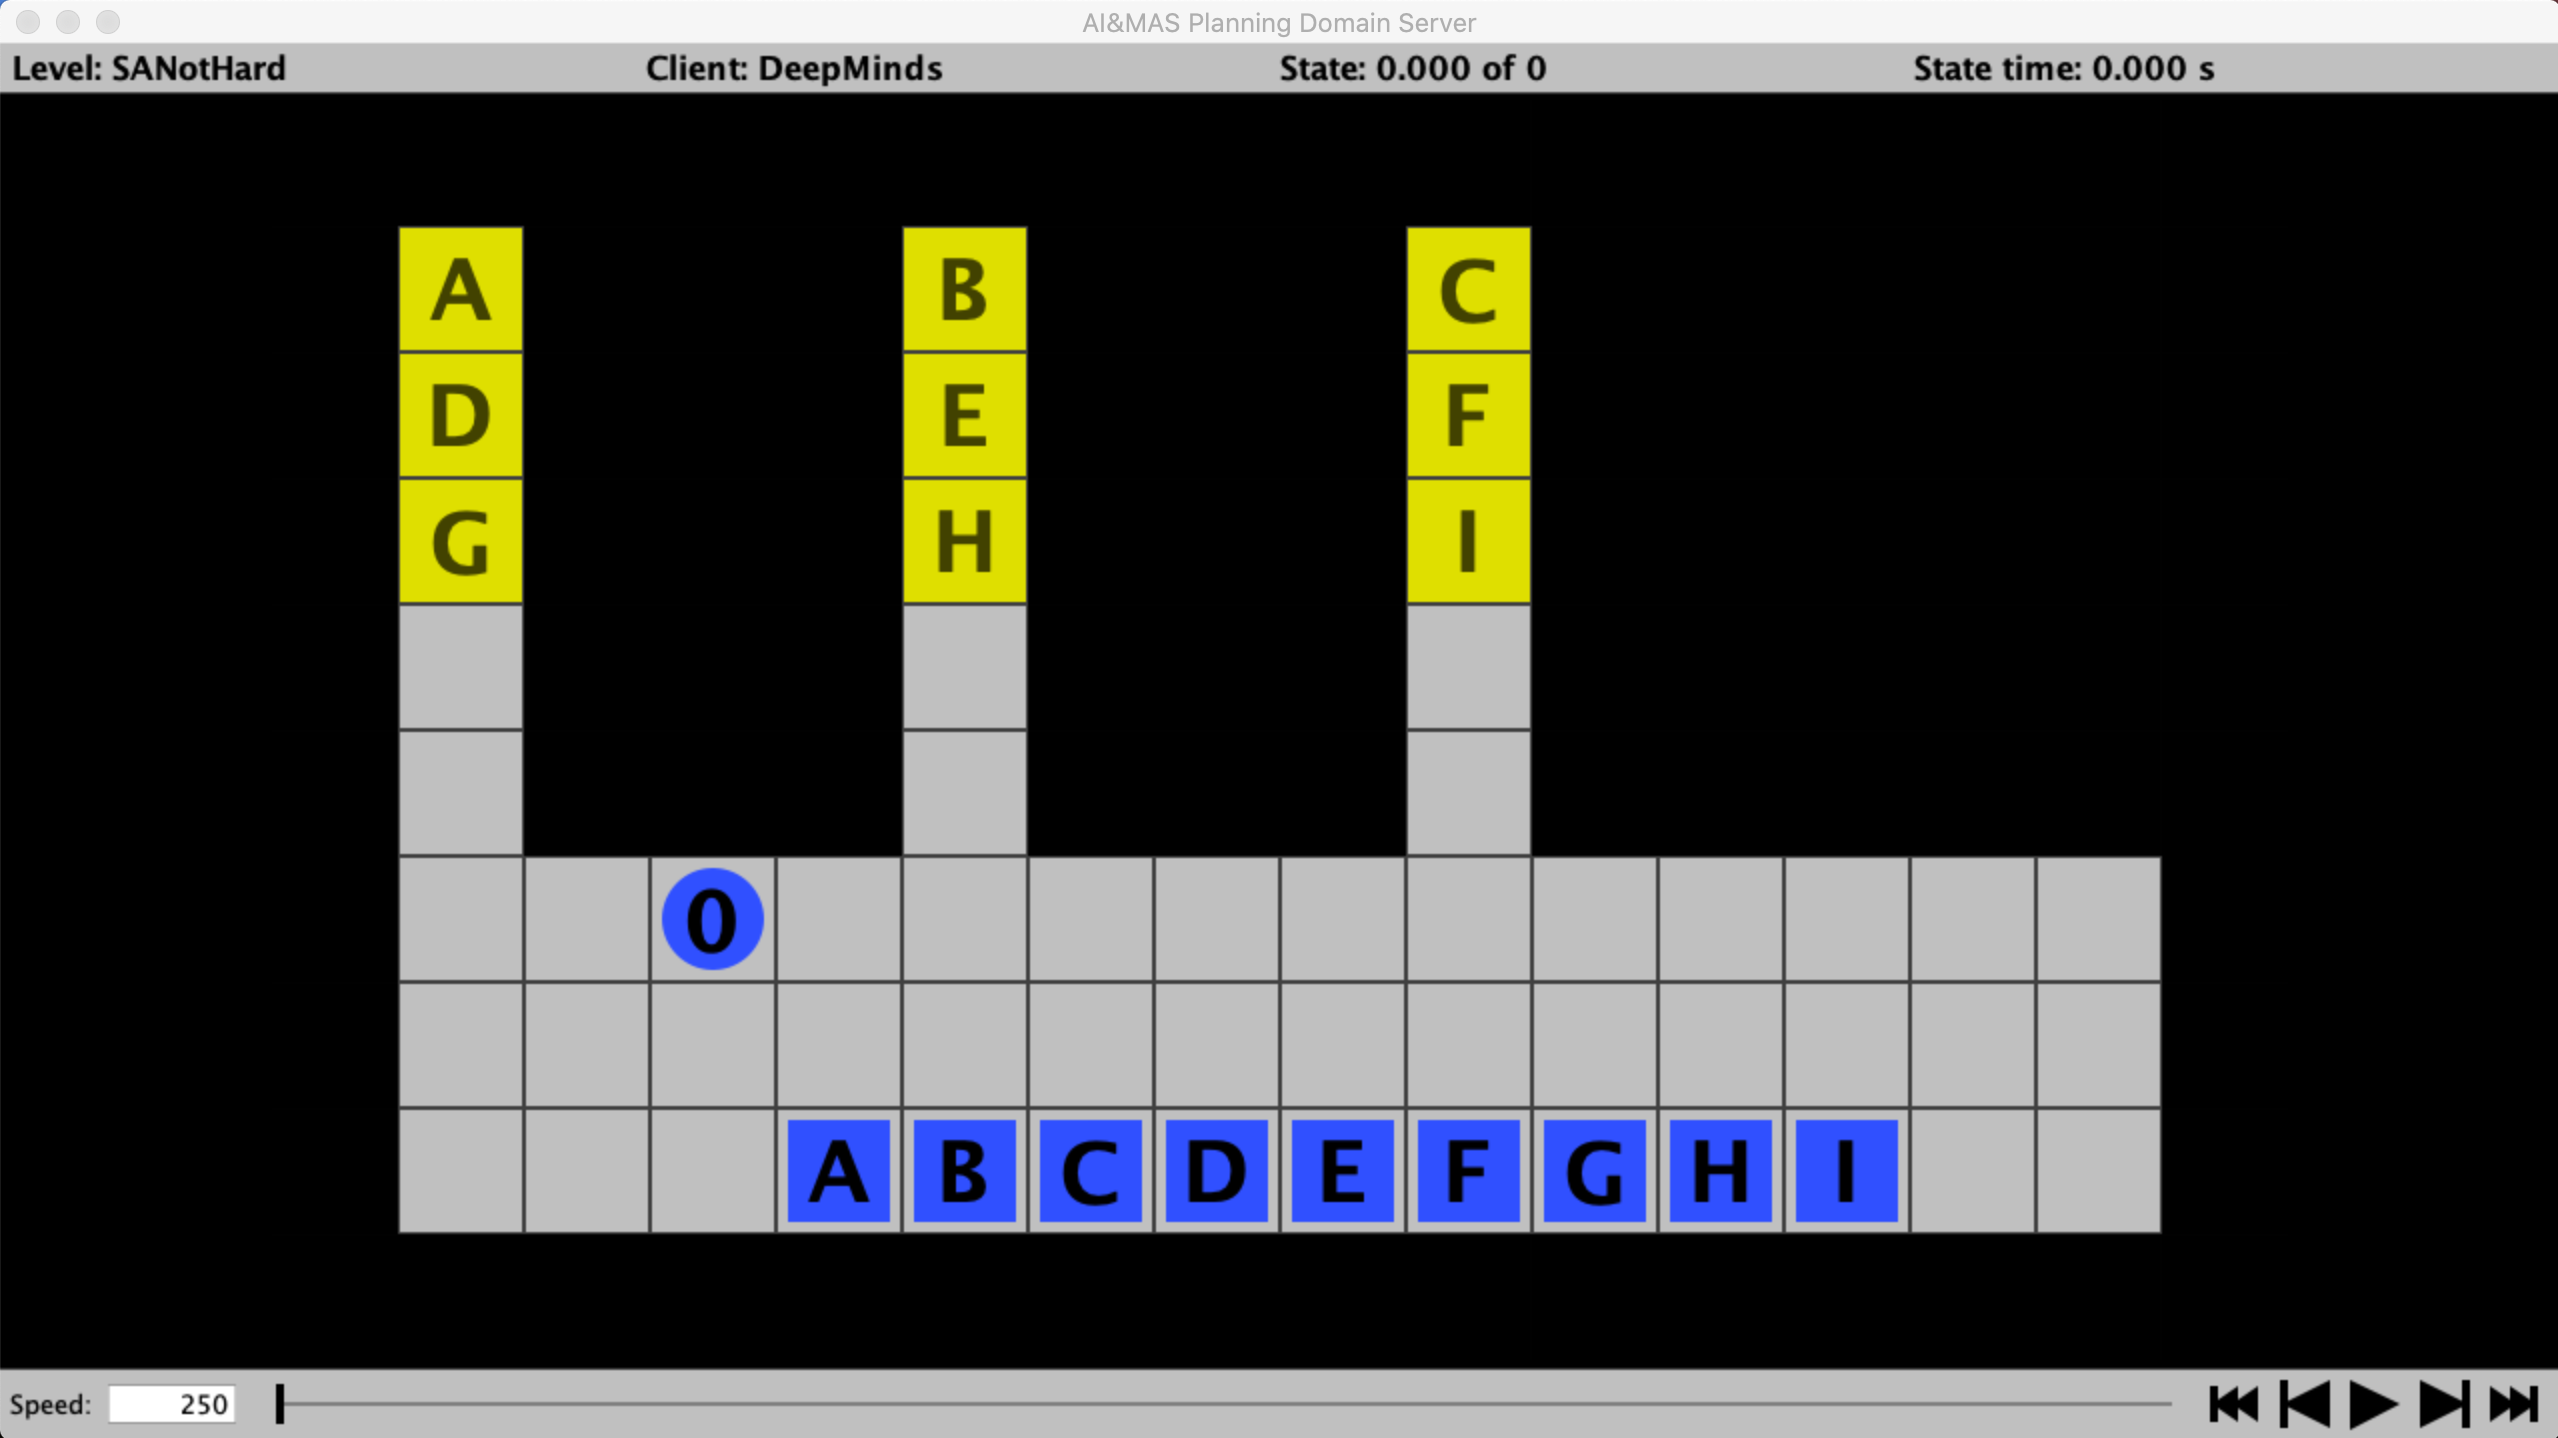 AI&MAS Planning Domain Server
Level: SANotHard Client: DeepMinds State: 0.000 of 0 State time: 0.000 s
A B C
D E F
G H I
0
A B C D E F G H I
Speed: 250